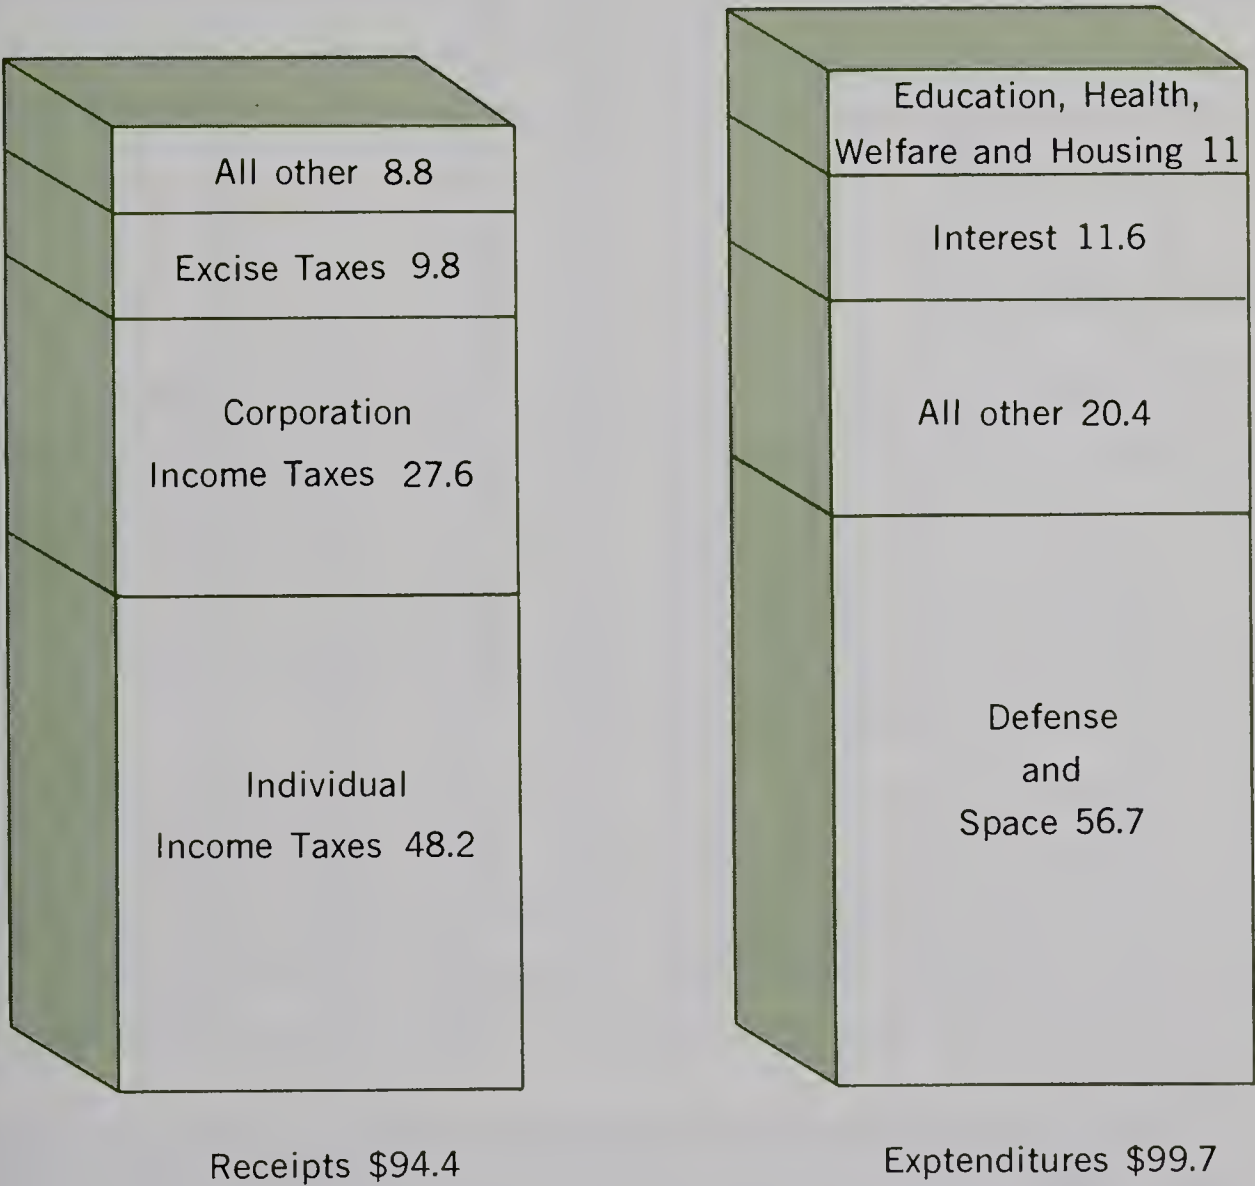 All other 8.8
Excise Taxes 9.8
Corporation
Income Taxes 27.6
Individual
Income Taxes 48.2
Receipts $94.4
Education, Health,
Welfare and Housing 11
Interest 11.6
All other 20.4
Defense
and
Space 56.7
Exptenditures $99.7